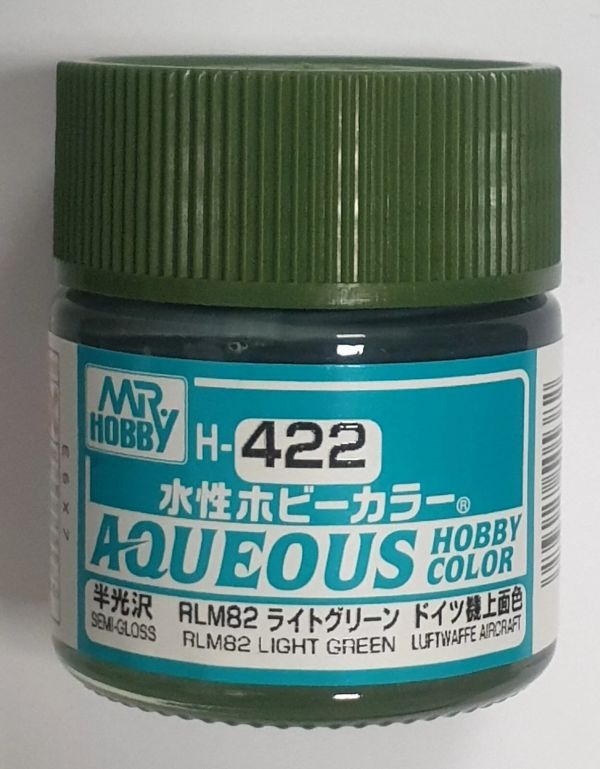 MR.
HOBBY
H-422
水性ホビーカラー®
AQUEOUS HOBBY COLOR
半光沢 RLM82 ライトグリーン ドイツ機上面色
SEMI-GLOSS RLM82 LIGHT GREEN LUFTWAFFE AIRCRAFT